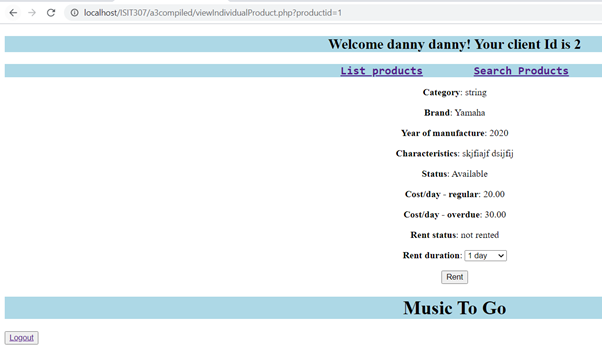 localhost/ISIT307/a3compiled/viewIndividualProduct.php?productid=1
Welcome danny danny! Your client Id is 2
List products Search Products
Category: string
Brand: Yamaha
Year of manufacture: 2020
Characteristics: skjfiajf dsijfij
Status: Available
Cost/day - regular: 20.00
Cost/day - overdue: 30.00
Rent status: not rented
Rent duration: 1 day
Rent
Music To Go
Logout